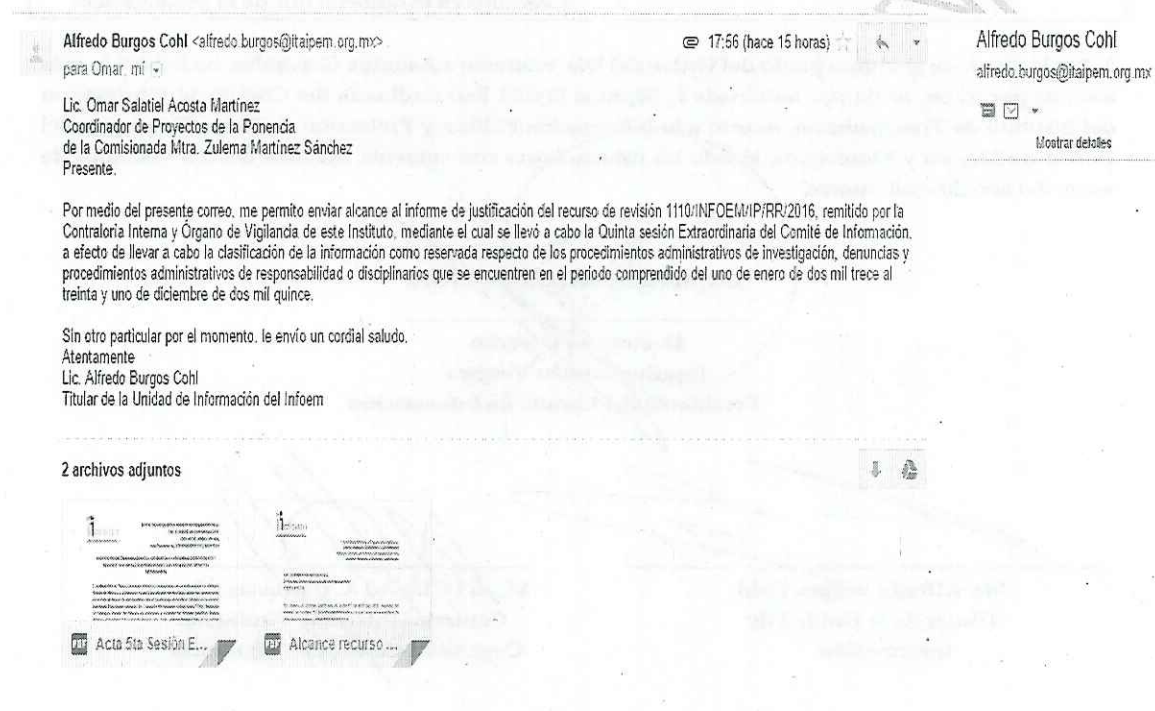 Alfredo Burgos Cohl <alfredo.burgos@itaipem.org.mx>
17:56 (hace 15 horas)
para Omar, mí
Alfredo Burgos Cohl
alfredo.burgos@itaipem.org.mx
Mostrar detalles
Lic. Omar Salatiel Acosta Martínez
Coordinador de Proyectos de la Ponencia
de la Comisionada Mtra. Zulema Martínez Sánchez
Presente.
Por medio del presente correo, me permito enviar alcance al informe de justificación del recurso de revisión 1110/INFOEM/IP/RR/2016, remitido por la
Contraloría Interna y Órgano de Vigilancia de este Instituto, mediante el cual se llevó a cabo la Quinta sesión Extraordinaria del Comité de Información,
a efecto de llevar a cabo la clasificación de la información como reservada respecto de los procedimientos administrativos de investigación, denuncias y
procedimientos administrativos de responsabilidad o disciplinarios que se encuentren en el periodo comprendido del uno de enero de dos mil trece al
treinta y uno de diciembre de dos mil quince.
Sin otro particular por el momento, le envío un cordial saludo.
Atentamente
Lic. Alfredo Burgos Cohl
Titular de la Unidad de Información del Infoem
2 archivos adjuntos
Acta 5ta Sesión E...
Alcance recurso ...